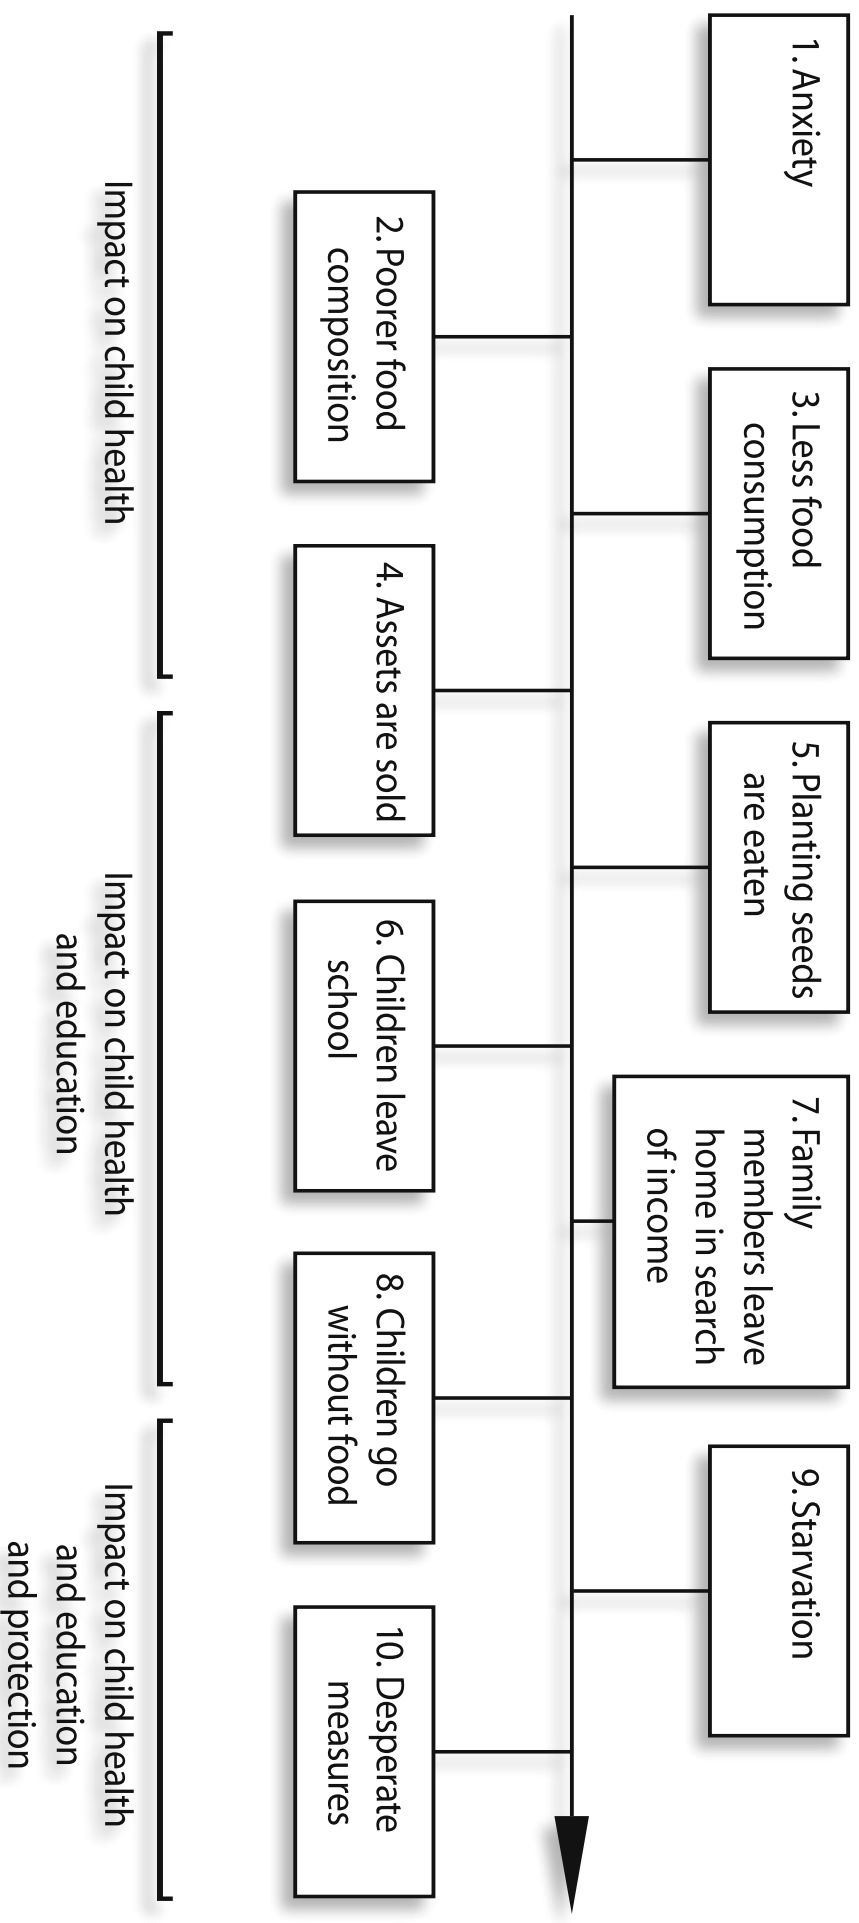 1. Anxiety
2. Poorer food
composition
3. Less food
consumption
4. Assets are sold
5. Planting seeds
are eaten
6. Children leave
school
7. Family
members leave
home in search
of income
8. Children go
without food
9. Starvation
10. Desperate
measures
Impact on child health
Impact on child health
and education
Impact on child health
and education
and protection